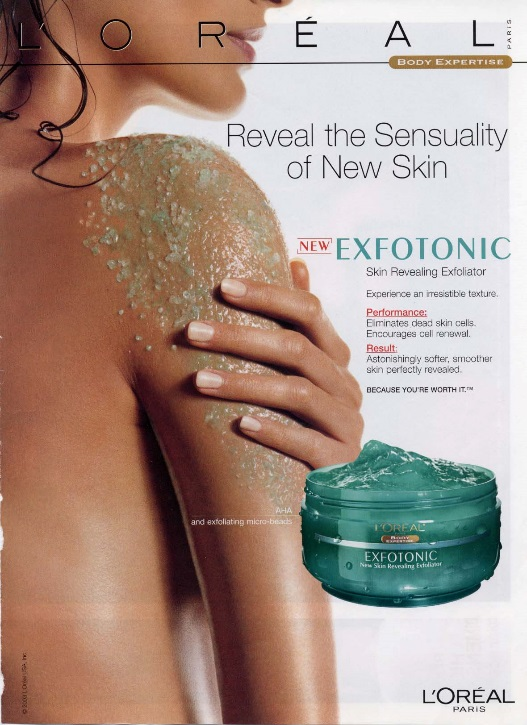 L'ORÉAL
PARIS
BODY EXPERTISE
Reveal the Sensuality
of New Skin
NEW EXFOTONIC
Skin Revealing Exfoliator
Experience an irresistible texture.
Performance:
Eliminates dead skin cells.
Encourages cell renewal.
Result:
Astonishingly softer, smoother
skin perfectly revealed.
BECAUSE YOU'RE WORTH IT.™
AHA
and exfoliating micro-beads
L'ORÉAL
BODY
EXPERTISE
EXFOTONIC
New Skin Revealing Exfoliator
L'ORÉAL
PARIS